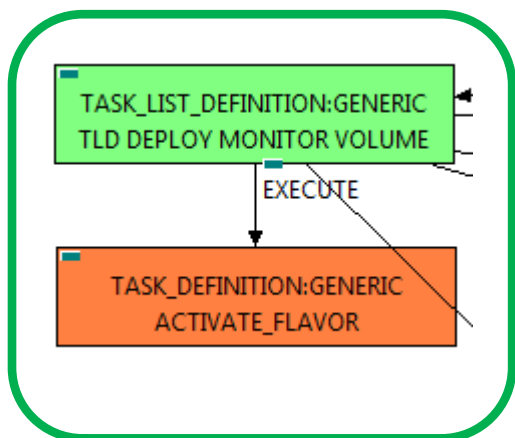 TASK_LIST_DEFINITION:GENERIC
TLD DEPLOY MONITOR VOLUME
EXECUTE
TASK_DEFINITION:GENERIC
ACTIVATE_FLAVOR